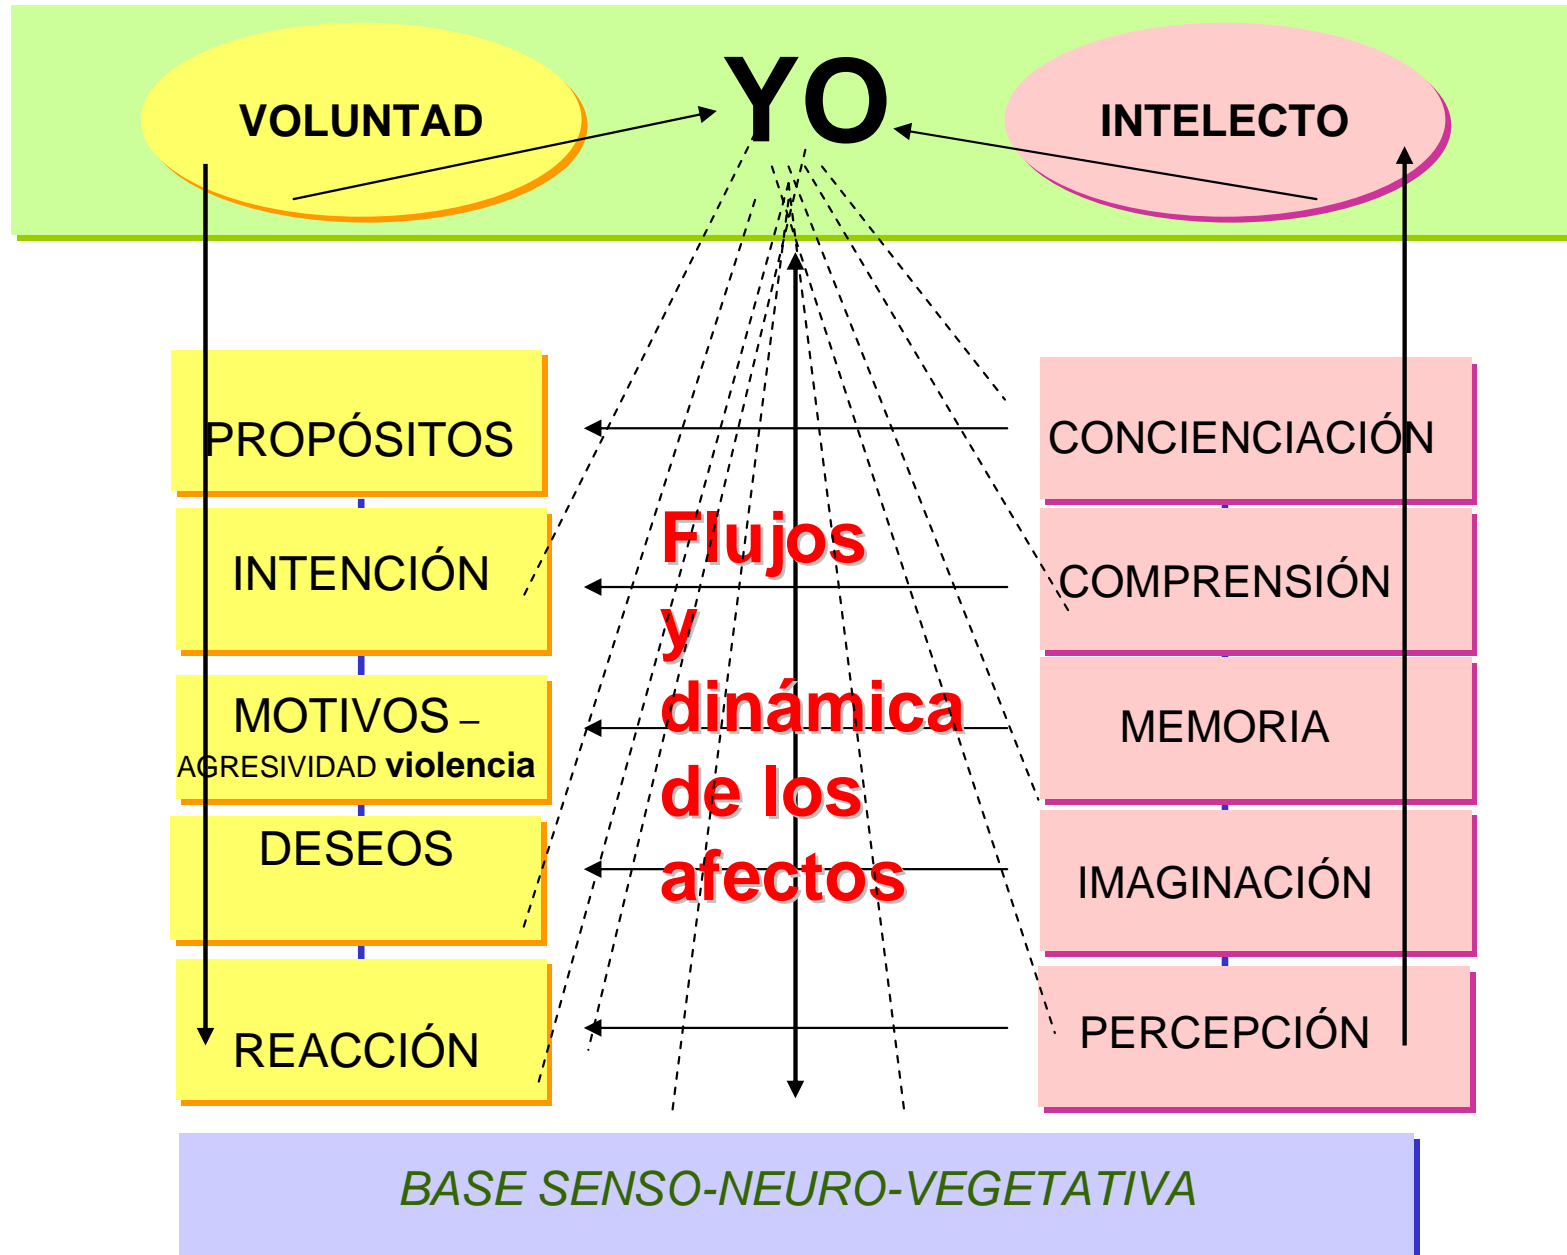 VOLUNTAD
YO
INTELECTO
PROPÓSITOS
INTENCIÓN
MOTIVOS –
AGRESIVIDAD violencia
DESEOS
REACCIÓN
Flujos
y
dinámica
de los
afectos
CONCIENCIACIÓN
COMPRENSIÓN
MEMORIA
IMAGINACIÓN
PERCEPCIÓN
BASE SENSO-NEURO-VEGETATIVA